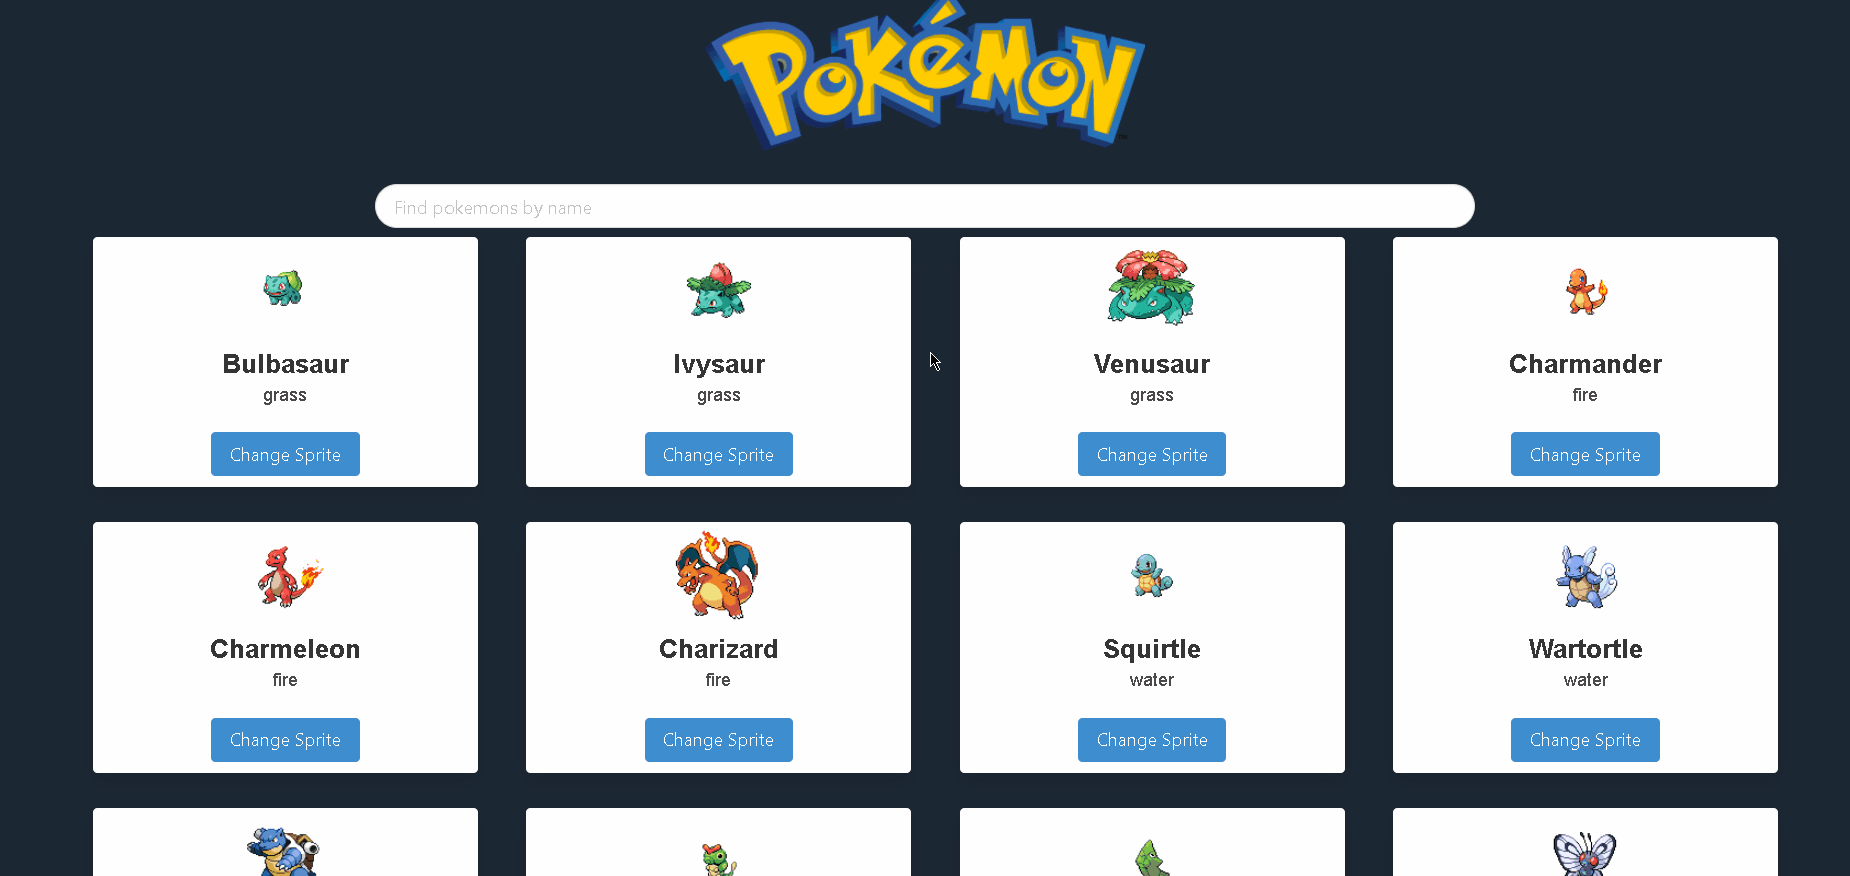 POKéMON
Find pokemons by name
Bulbasaur
grass
Change Sprite
Ivysaur
grass
Change Sprite
Venusaur
grass
Change Sprite
Charmander
fire
Change Sprite
Charmeleon
fire
Change Sprite
Charizard
fire
Change Sprite
Squirtle
water
Change Sprite
Wartortle
water
Change Sprite